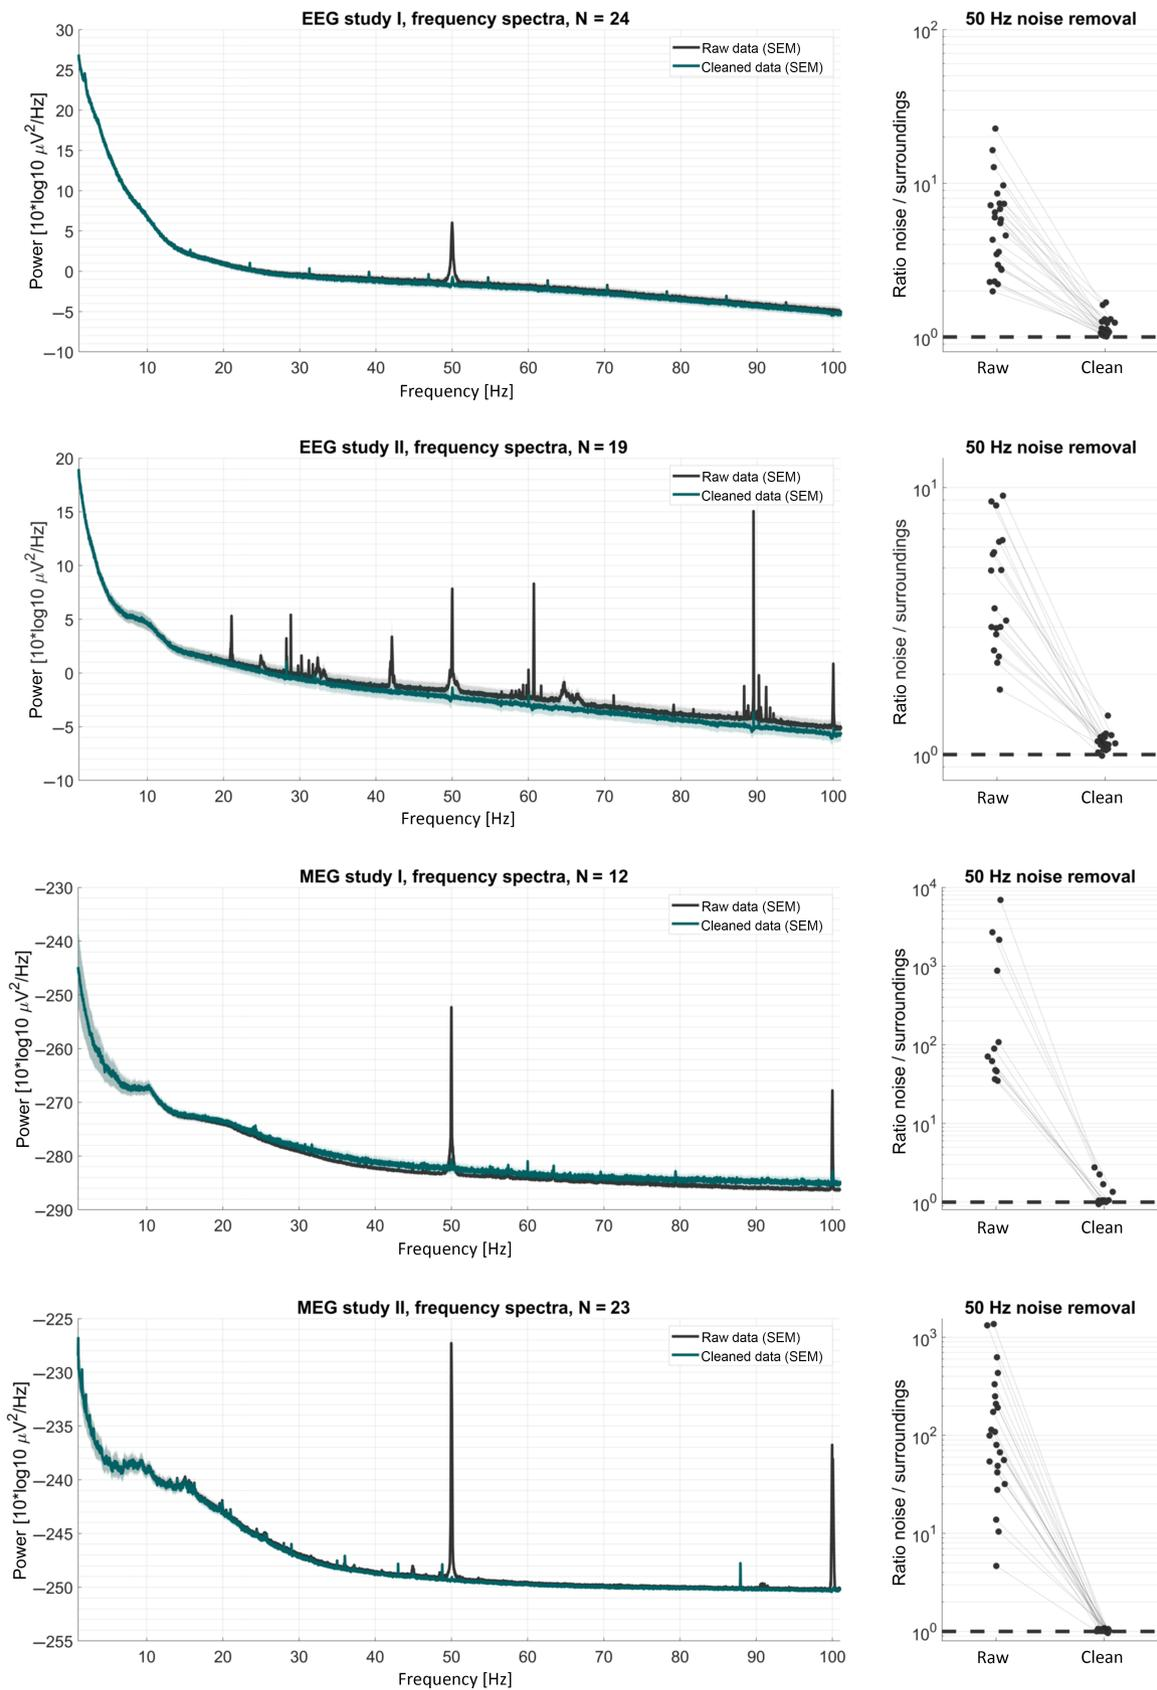 EEG study I, frequency spectra, N = 24
50 Hz noise removal
Raw data (SEM)
Cleaned data (SEM)
Power [10*log10 μV²/Hz]
30
25
20
15
10
5
0
−5
−10
10 20 30 40 50 60 70 80 90 100
Frequency [Hz]
Ratio noise / surroundings
10²
10¹
10⁰
Raw Clean
EEG study II, frequency spectra, N = 19
50 Hz noise removal
Raw data (SEM)
Cleaned data (SEM)
Power [10*log10 μV²/Hz]
20
15
10
5
0
−5
−10
10 20 30 40 50 60 70 80 90 100
Frequency [Hz]
Ratio noise / surroundings
10¹
10⁰
Raw Clean
MEG study I, frequency spectra, N = 12
50 Hz noise removal
Raw data (SEM)
Cleaned data (SEM)
Power [10*log10 μV²/Hz]
−230
−240
−250
−260
−270
−280
−290
10 20 30 40 50 60 70 80 90 100
Frequency [Hz]
Ratio noise / surroundings
10⁴
10³
10²
10¹
10⁰
Raw Clean
MEG study II, frequency spectra, N = 23
50 Hz noise removal
Raw data (SEM)
Cleaned data (SEM)
Power [10*log10 μV²/Hz]
−225
−230
−235
−240
−245
−250
−255
10 20 30 40 50 60 70 80 90 100
Frequency [Hz]
Ratio noise / surroundings
10³
10²
10¹
10⁰
Raw Clean